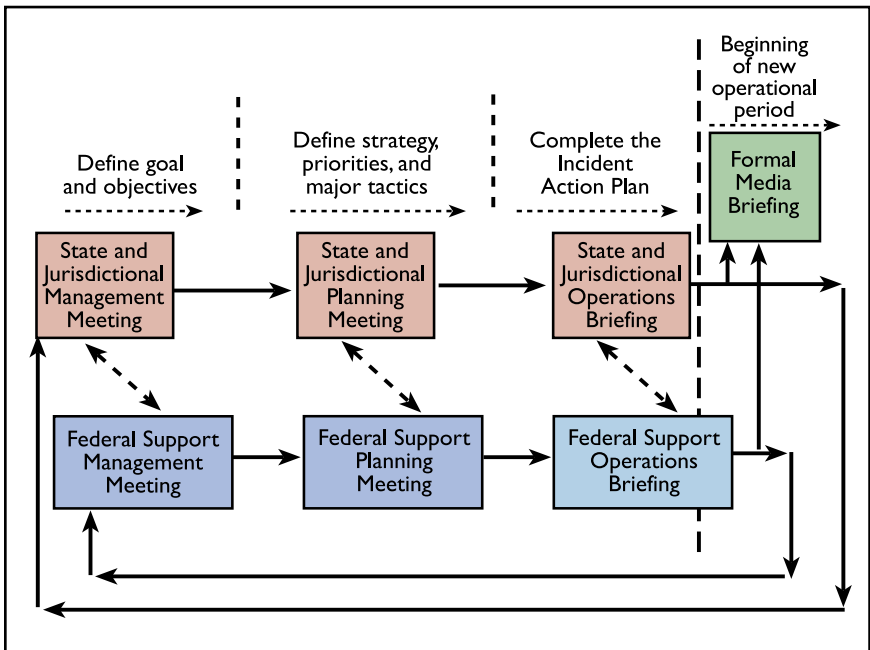 Beginning
of new
operational
period
Define goal
and objectives
Define strategy,
priorities, and
major tactics
Complete the
Incident
Action Plan
Formal
Media
Briefing
State and
Jurisdictional
Management
Meeting
State and
Jurisdictional
Planning
Meeting
State and
Jurisdictional
Operations
Briefing
Federal Support
Management
Meeting
Federal Support
Planning
Meeting
Federal Support
Operations
Briefing